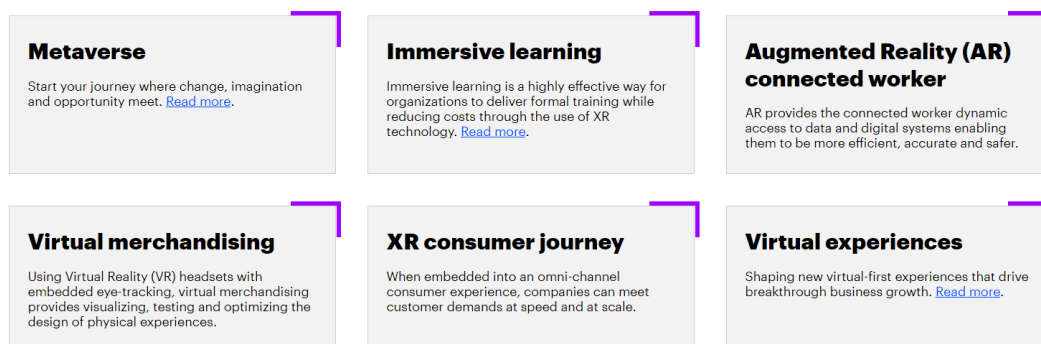 Metaverse
Start your journey where change, imagination
and opportunity meet. Read more.
Immersive learning
Immersive learning is a highly effective way for
organizations to deliver formal training while
reducing costs through the use of XR
technology. Read more.
Augmented Reality (AR)
connected worker
AR provides the connected worker dynamic
access to data and digital systems enabling
them to be more efficient, accurate and safer.
Virtual merchandising
Using Virtual Reality (VR) headsets with
embedded eye-tracking, virtual merchandising
provides visualizing, testing and optimizing the
design of physical experiences.
XR consumer journey
When embedded into an omni-channel
consumer experience, companies can meet
customer demands at speed and at scale.
Virtual experiences
Shaping new virtual-first experiences that drive
breakthrough business growth. Read more.